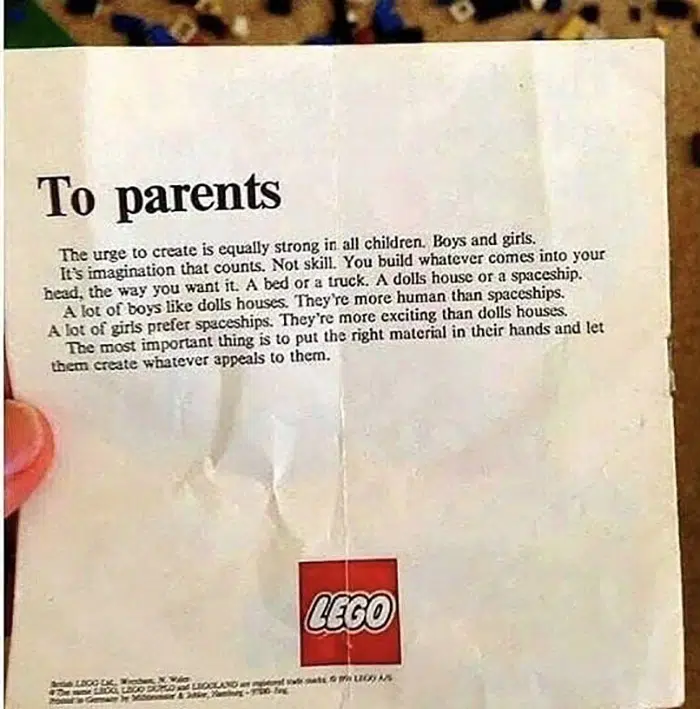 To parents
The urge to create is equally strong in all children. Boys and girls.
It's imagination that counts. Not skill. You build whatever comes into your
head, the way you want it. A bed or a truck. A dolls house or a spaceship.
A lot of boys like dolls houses. They're more human than spaceships.
A lot of girls prefer spaceships. They're more exciting than dolls houses.
The most important thing is to put the right material in their hands and let
them create whatever appeals to them.
LEGO
British LEGO Ltd., Wrexham, N. Wales
The name LEGO, LEGO DUPLO and LEGOLAND are registered trade marks. © LEGO A/S
Printed in Germany by & Hamburg